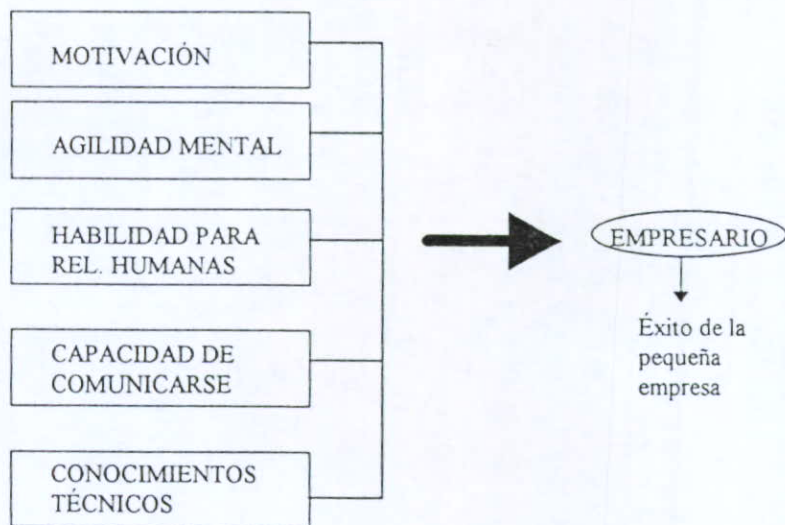 MOTIVACIÓN
AGILIDAD MENTAL
HABILIDAD PARA
REL. HUMANAS
CAPACIDAD DE
COMUNICARSE
CONOCIMIENTOS
TÉCNICOS
EMPRESARIO
Éxito de la
pequeña
empresa